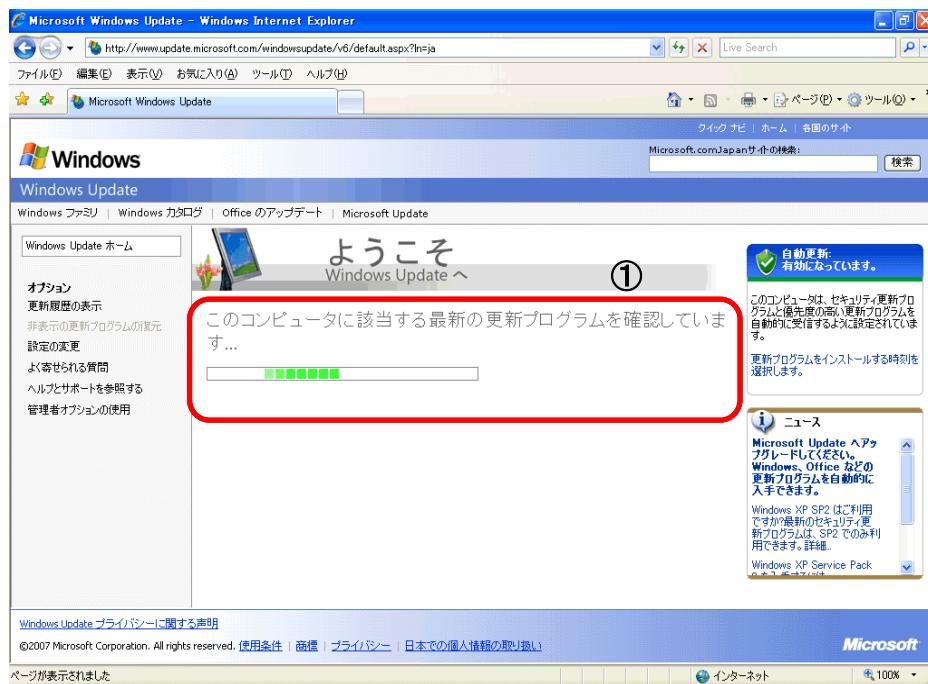 Microsoft Windows Update - Windows Internet Explorer
http://www.update.microsoft.com/windowsupdate/v6/default.aspx?ln=ja
Live Search
ファイル(F) 編集(E) 表示(V) お気に入り(A) ツール(T) ヘルプ(H)
Microsoft Windows Update
ページ(P) ツール(O)
クイック ナビ | ホーム | 各国のサイト
Windows
Microsoft.comJapanサイトの検索:
検索
Windows Update
Windows ファミリ | Windows カタログ | Office のアップデート | Microsoft Update
Windows Update ホーム
オプション
更新履歴の表示
非表示の更新プログラムの復元
設定の変更
よく寄せられる質問
ヘルプとサポートを参照する
管理者オプションの使用
ようこそ
Windows Update へ
①
このコンピュータに該当する最新の更新プログラムを確認していま
す...
自動更新:
有効になっています。
このコンピュータは、セキュリティ更新プロ
グラムと優先度の高い更新プログラムを
自動的に受信するように設定されていま
す。
更新プログラムをインストールする時刻を
選択します。
ニュース
Microsoft Update へアッ
プグレードしてください。
Windows、Office などの
更新プログラムを自動的に
入手できます。
Windows XP SP2 はご利用
ですか?最新のセキュリティ更
新プログラムは、SP2 でのみ利
用できます。詳細...
Windows XP Service Pack
Windows Update プライバシーに関する声明
©2007 Microsoft Corporation. All rights reserved. 使用条件 | 商標 | プライバシー | 日本での個人情報の取り扱い
Microsoft
ページが表示されました
インターネット
100%